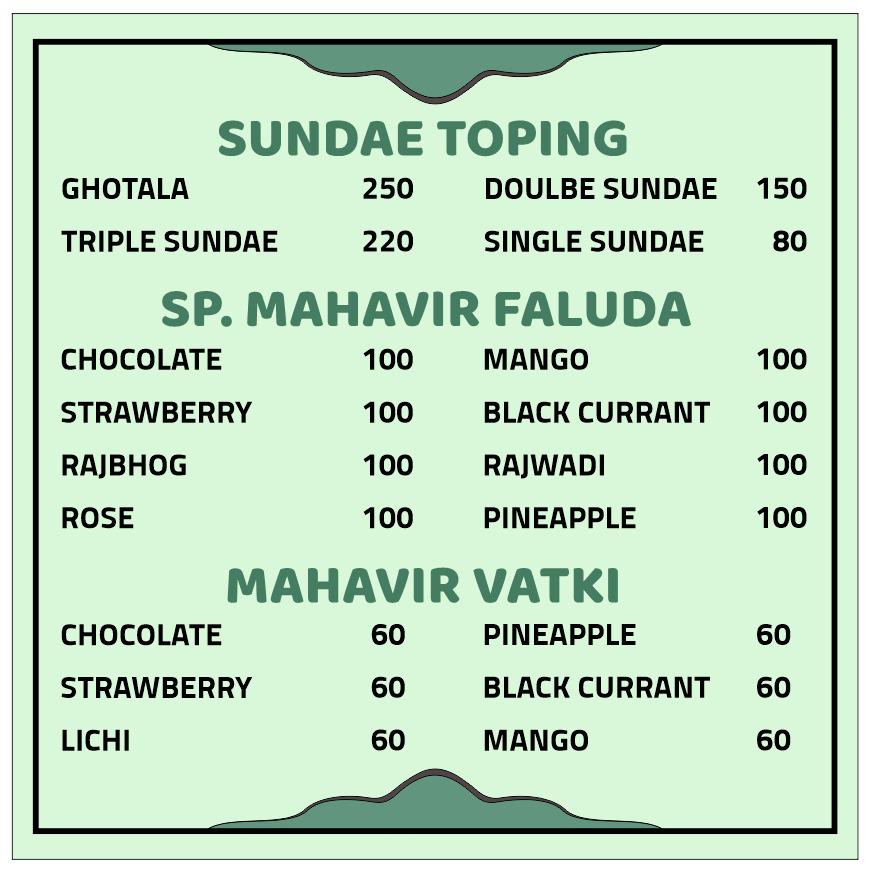 SUNDAE TOPING
GHOTALA 250 DOULBE SUNDAE 150
TRIPLE SUNDAE 220 SINGLE SUNDAE 80
SP. MAHAVIR FALUDA
CHOCOLATE 100 MANGO 100
STRAWBERRY 100 BLACK CURRANT 100
RAJBHOG 100 RAJWADI 100
ROSE 100 PINEAPPLE 100
MAHAVIR VATKI
CHOCOLATE 60 PINEAPPLE 60
STRAWBERRY 60 BLACK CURRANT 60
LICHI 60 MANGO 60